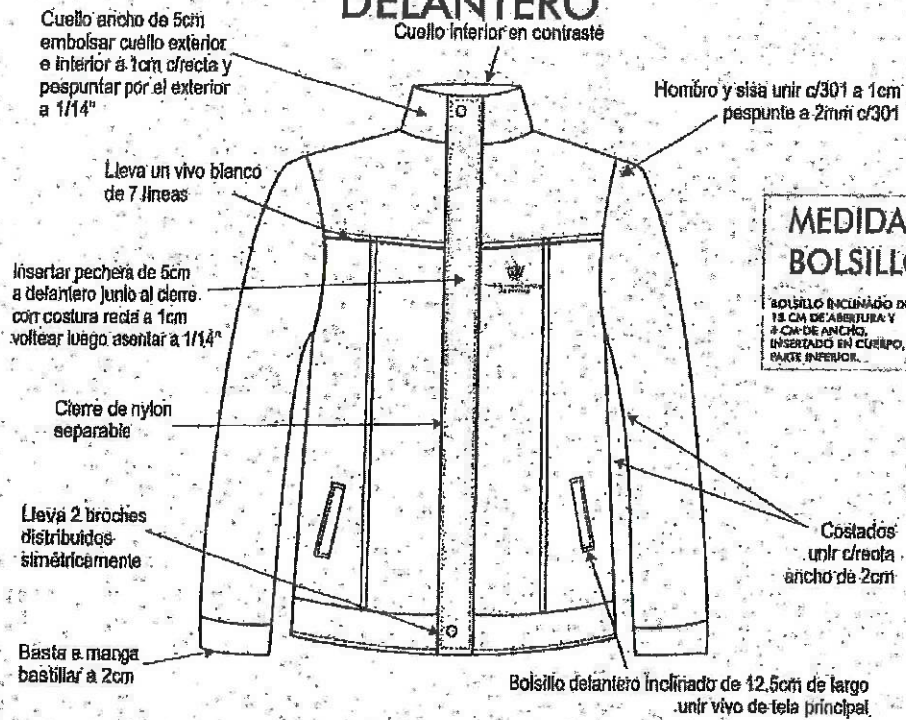 DELANTERO
Cuello ancho de 5cm
embolsar cuello exterior
e interior a 1cm c/recta y
pespuntar por el exterior
a 1/14"
Cuello interior en contraste
Hombro y sisa unir c/301 a 1cm
pespunte a 2mm c/301
Lleva un vivo blanco
de 7 lineas
MEDIDA
BOLSILLO
BOLSILLO INCLINADO DE
13 CM DE ABERTURA Y
4 CM DE ANCHO,
INSERTADO EN CUERPO,
PARTE INFERIOR.
Insertar pechera de 5cm
a delantero junto al cierre
con costura recta a 1cm
voltear luego asentar a 1/14"
Cierre de nylon
separable
Lleva 2 broches
distribuidos
simétricamente
Costados
unir c/recta
ancho de 2cm
Basta a manga
bastillar a 2cm
Bolsillo delantero inclinado de 12.5cm de largo
unir vivo de tela principal